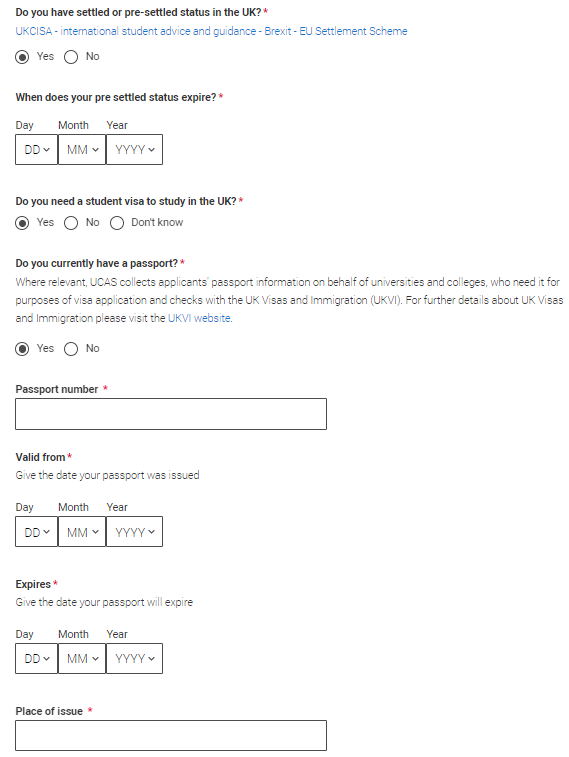 Do you have settled or pre-settled status in the UK? *
UKCISA - international student advice and guidance - Brexit - EU Settlement Scheme
Yes No
When does your pre settled status expire? *
Day Month Year
DD MM YYYY
Do you need a student visa to study in the UK? *
Yes No Don't know
Do you currently have a passport? *
Where relevant, UCAS collects applicants' passport information on behalf of universities and colleges, who need it for
purposes of visa application and checks with the UK Visas and Immigration (UKVI). For further details about UK Visas
and Immigration please visit the UKVI website.
Yes No
Passport number *
Valid from *
Give the date your passport was issued
Day Month Year
DD MM YYYY
Expires *
Give the date your passport will expire
Day Month Year
DD MM YYYY
Place of issue *